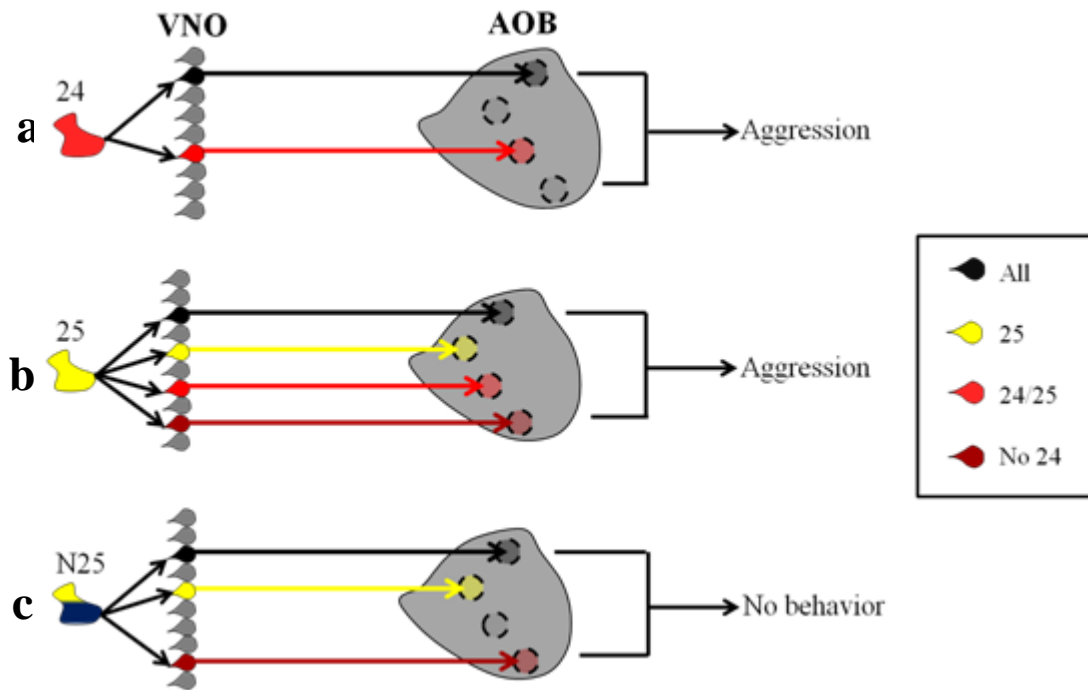 VNO AOB
24
a
Aggression
25
b
Aggression
N25
c
No behavior
All
25
24/25
No 24